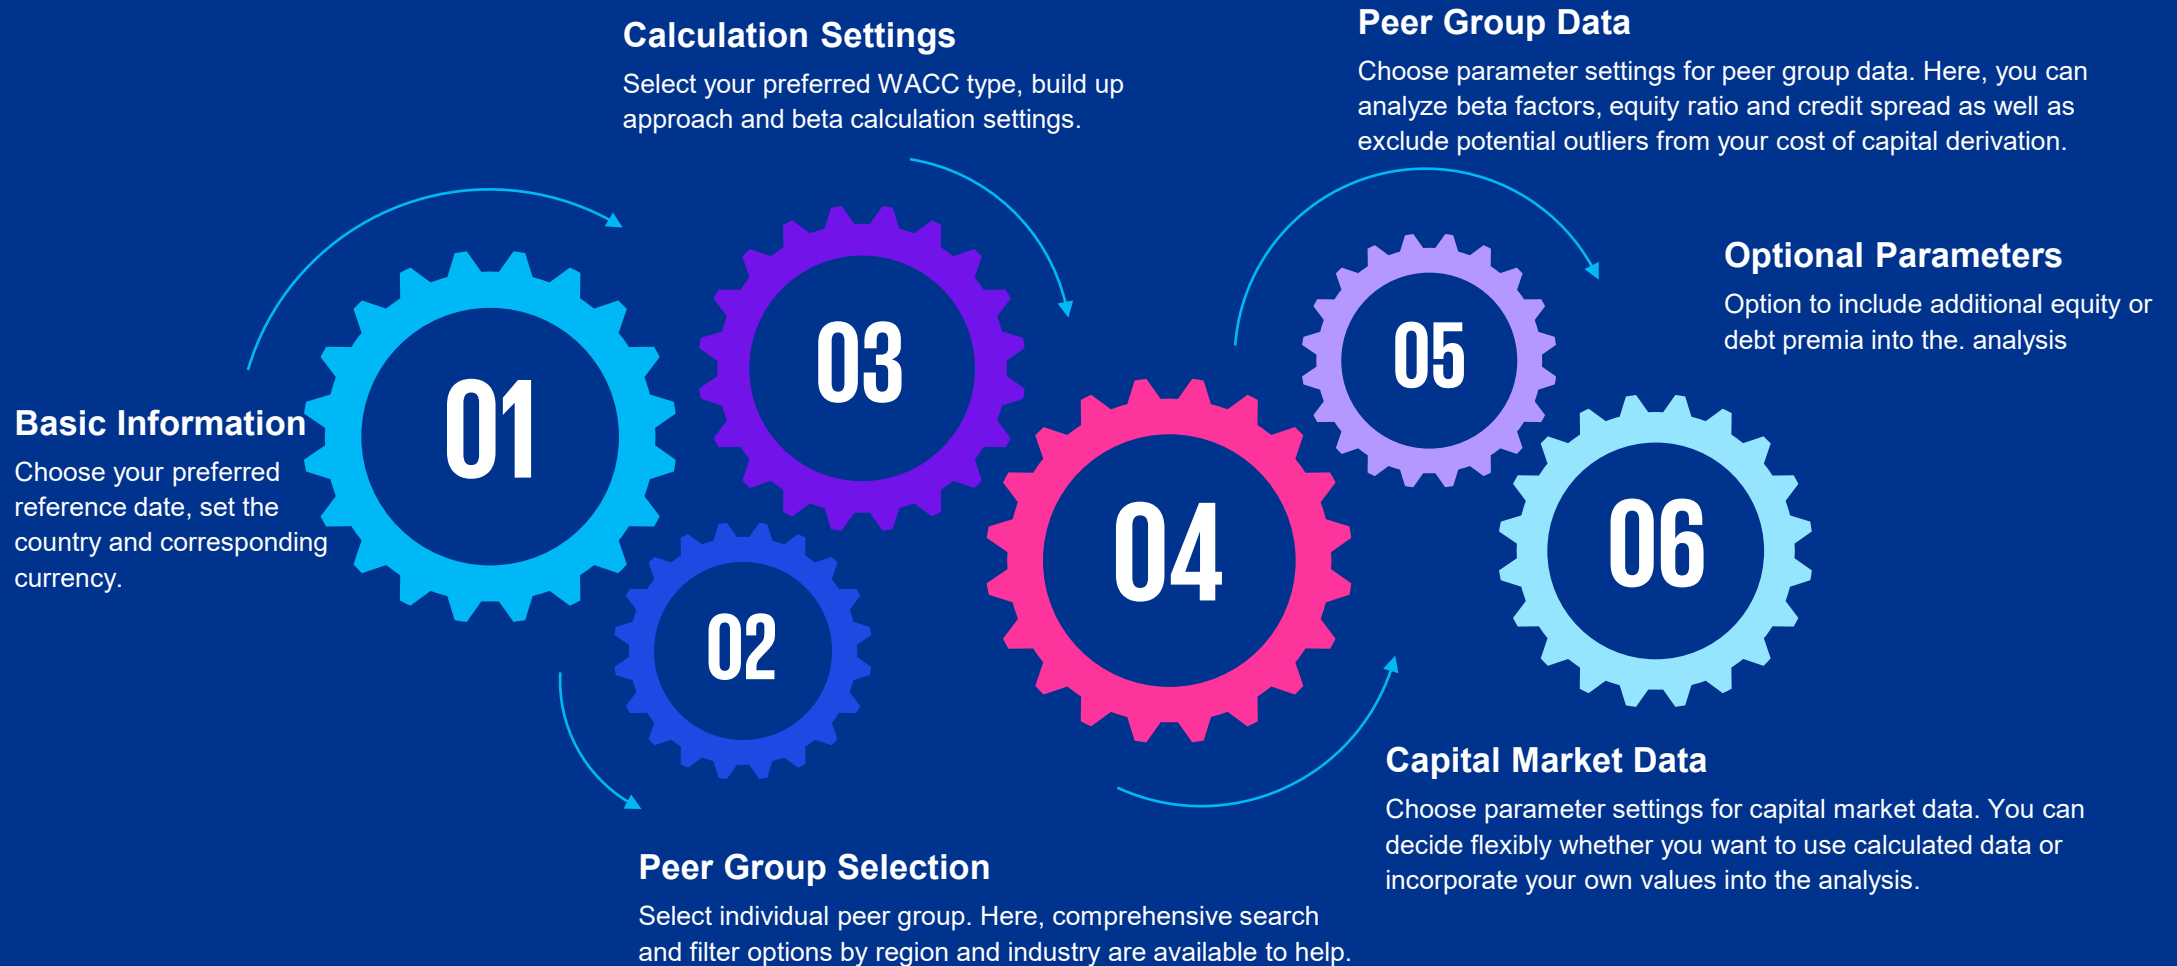 Basic Information
Choose your preferred
reference date, set the
country and corresponding
currency.
01
02
Peer Group Selection
Select individual peer group. Here, comprehensive search
and filter options by region and industry are available to help.
Calculation Settings
Select your preferred WACC type, build up
approach and beta calculation settings.
03
04
Capital Market Data
Choose parameter settings for capital market data. You can
decide flexibly whether you want to use calculated data or
incorporate your own values into the analysis.
Peer Group Data
Choose parameter settings for peer group data. Here, you can
analyze beta factors, equity ratio and credit spread as well as
exclude potential outliers from your cost of capital derivation.
05
Optional Parameters
Option to include additional equity or
debt premia into the. analysis
06